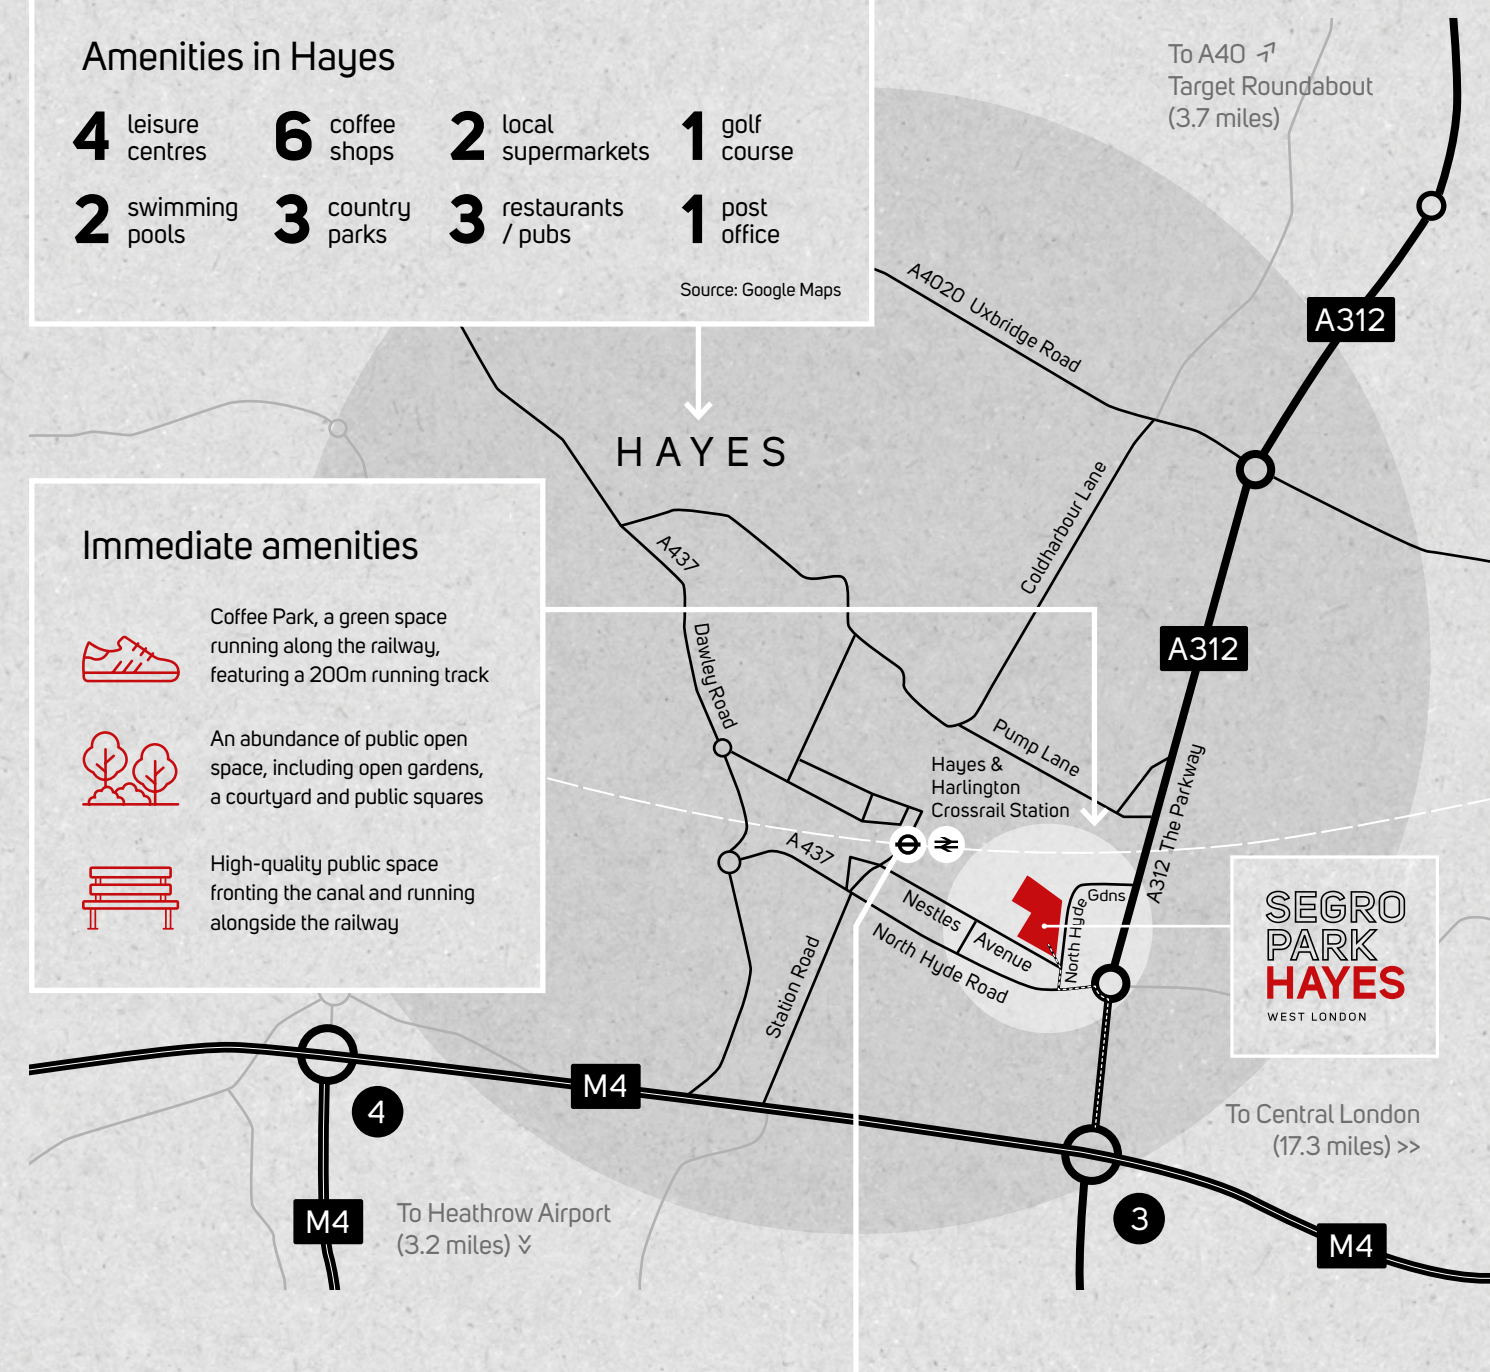 Amenities in Hayes
4 leisure
centres
6 coffee
shops
2 local
supermarkets
1 golf
course
2 swimming
pools
3 country
parks
3 restaurants
/ pubs
1 post
office
Source: Google Maps
To A40
Target Roundabout
(3.7 miles)
A312
A4020 Uxbridge Road
HAYES
Immediate amenities
Coffee Park, a green space
running along the railway,
featuring a 200m running track
An abundance of public open
space, including open gardens,
a courtyard and public squares
High-quality public space
fronting the canal and running
alongside the railway
A437
Dawley Road
Coldharbour Lane
A312
Pump Lane
Hayes &
Harlington
Crossrail Station
A312 The Parkway
A437
Nestles Avenue
North Hyde Road
North Hyde Gdns
Station Road
SEGRO
PARK
HAYES
WEST LONDON
M4
4
To Central London
(17.3 miles) >>
M4
To Heathrow Airport
(3.2 miles)
3
M4